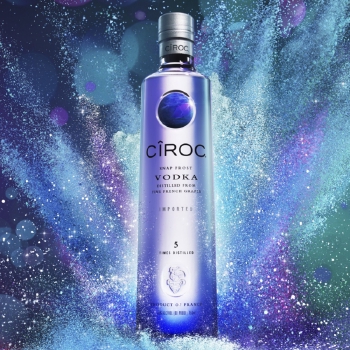 CÎROC
CÎROC
SNAP FROST
VODKA
DISTILLED FROM
FINE FRENCH GRAPES
IMPORTED
5
TIMES DISTILLED
PRODUCT OF FRANCE